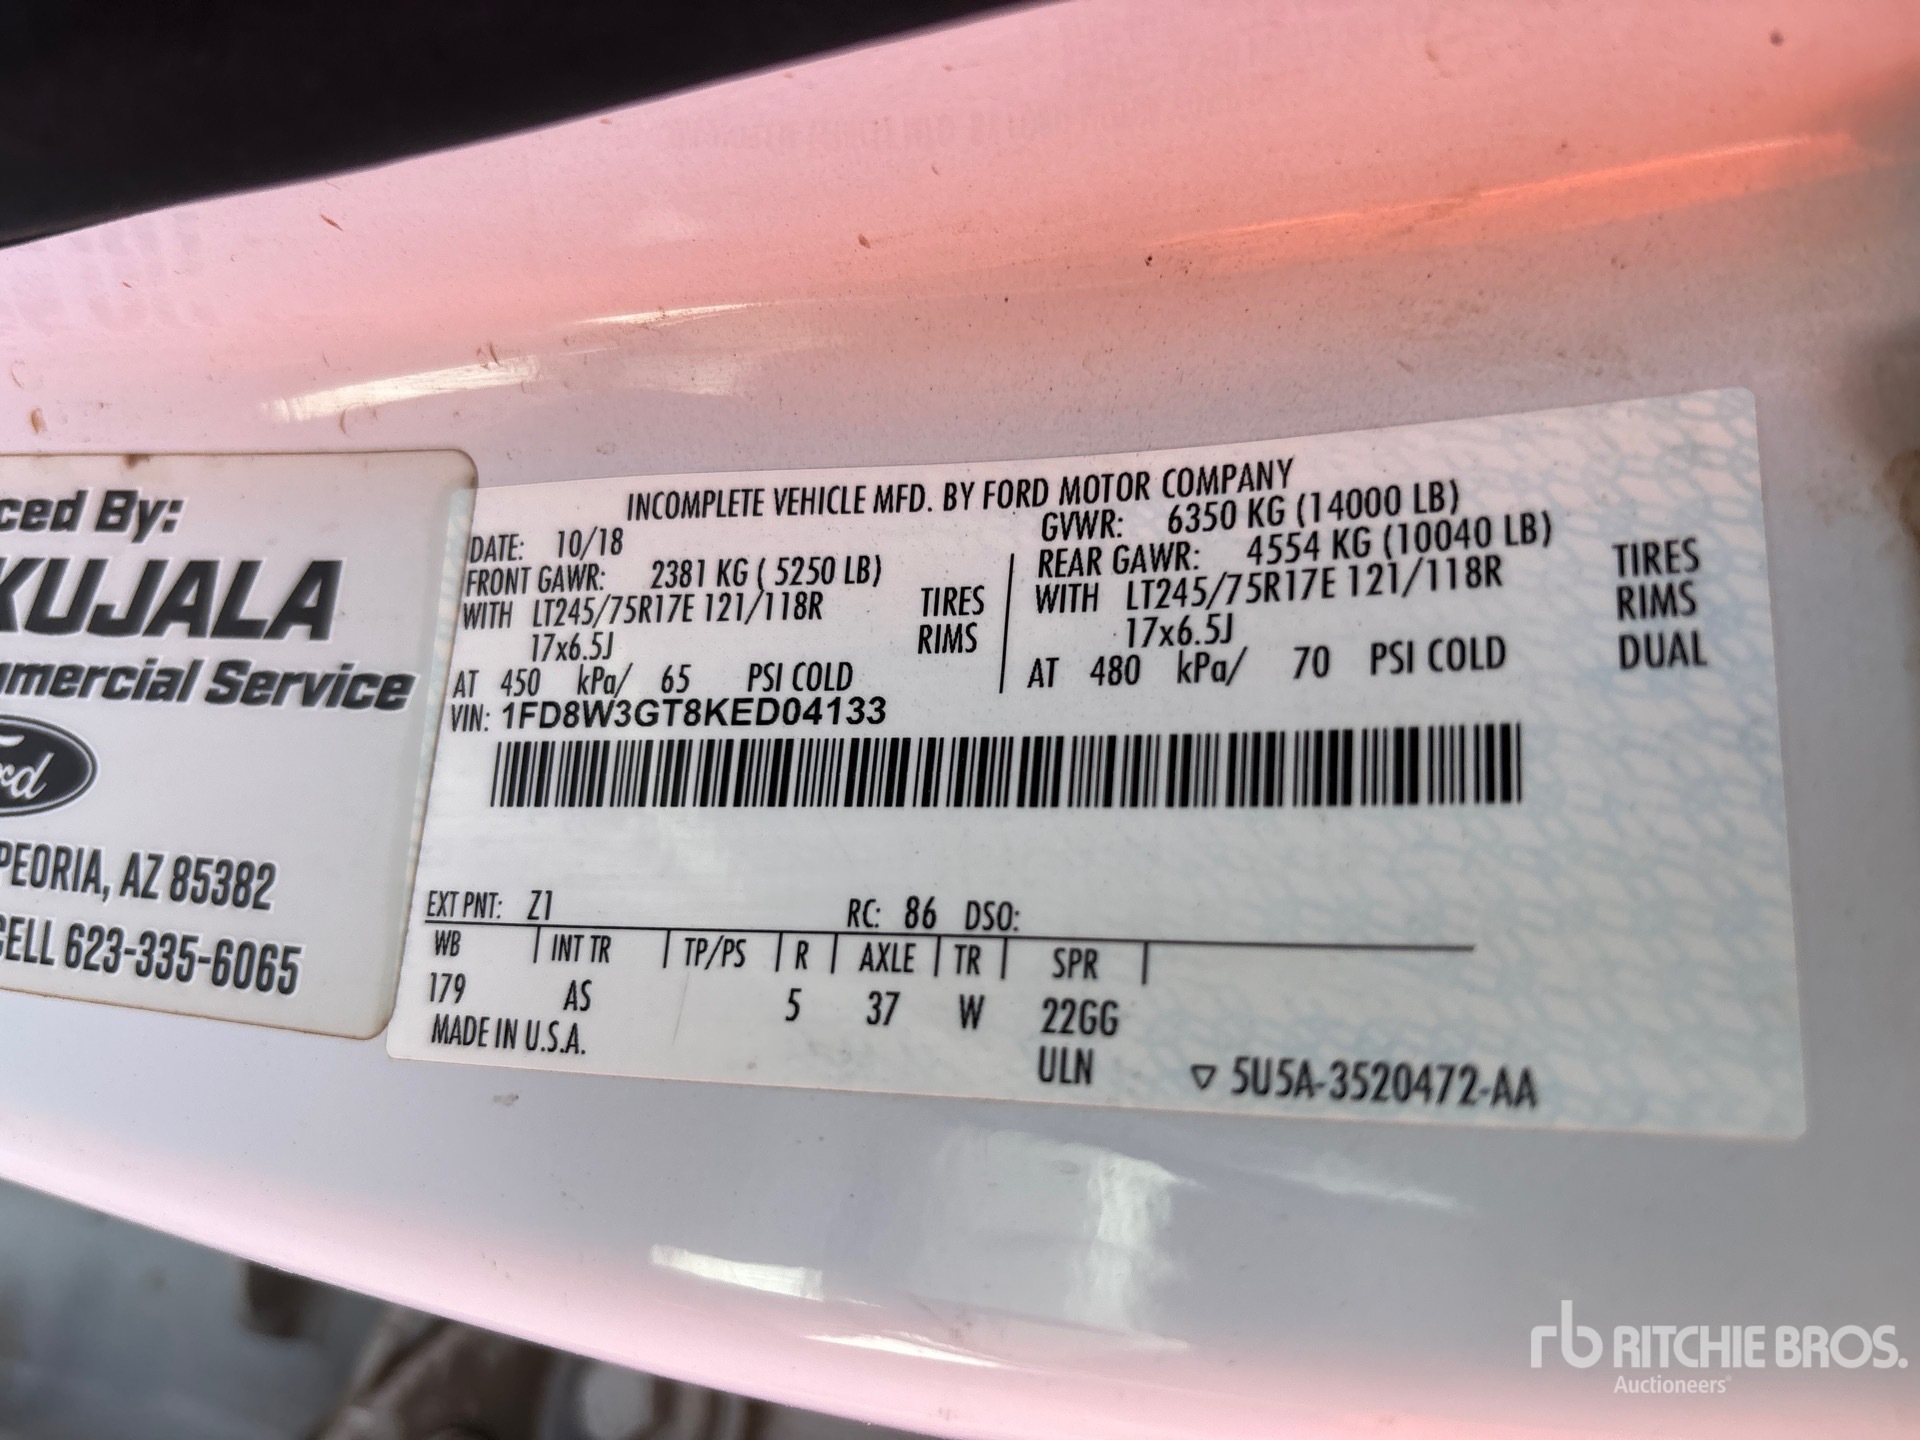 ced By:
KUJALA
mmercial Service
Ford
PEORIA, AZ 85382
CELL 623-335-6065
INCOMPLETE VEHICLE MFD. BY FORD MOTOR COMPANY
DATE: 10/18 GVWR: 6350 KG (14000 LB)
FRONT GAWR: 2381 KG ( 5250 LB) REAR GAWR: 4554 KG (10040 LB)
WITH LT245/75R17E 121/118R TIRES WITH LT245/75R17E 121/118R TIRES
17x6.5J RIMS 17x6.5J RIMS
AT 450 kPa/ 65 PSI COLD AT 480 kPa/ 70 PSI COLD DUAL
VIN: 1FD8W3GT8KED04133
EXT PNT: Z1 RC: 86 DSO:
WB INT TR TP/PS R AXLE TR SPR
179 AS 5 37 W 22GG
MADE IN U.S.A. ULN
▽ 5U5A-3520472-AA
rb RITCHIE BROS.
Auctioneers